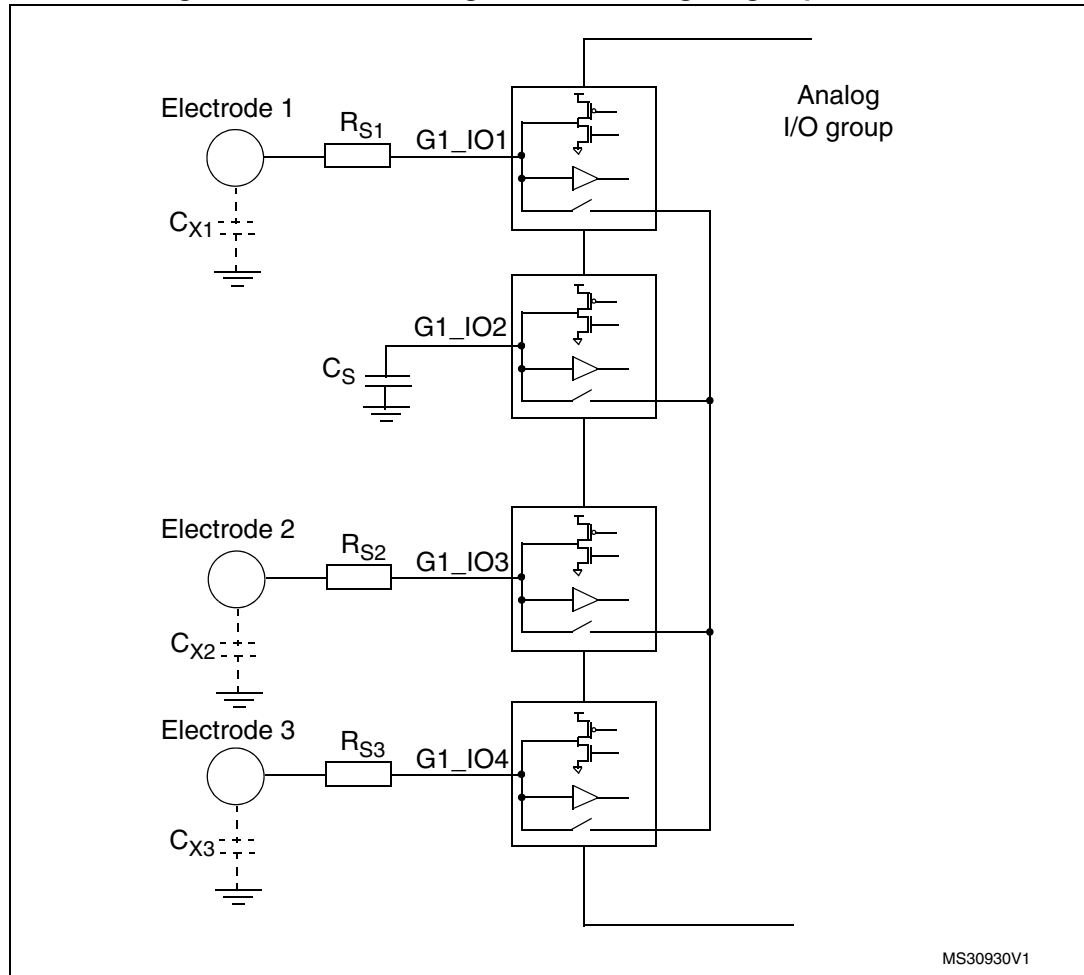 Electrode 1
RS1
G1_IO1
Analog
I/O group
CX1
G1_IO2
CS
Electrode 2
RS2
G1_IO3
CX2
Electrode 3
RS3
G1_IO4
CX3
MS30930V1